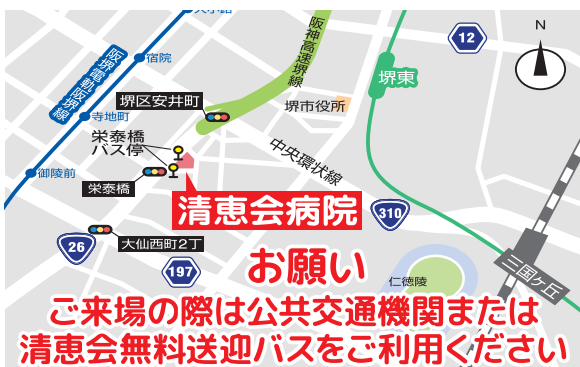 大小路
N
阪神高速堺線
12
宿院
阪堺電軌阪堺線
堺東
堺区安井町
堺市役所
寺地町
栄泰橋
バス停
中央環状線
御陵前
栄泰橋
清恵会病院
310
大仙西町2丁
26
197
お願い
仁徳陵
三国ヶ丘
ご来場の際は公共交通機関または
清恵会無料送迎バスをご利用ください